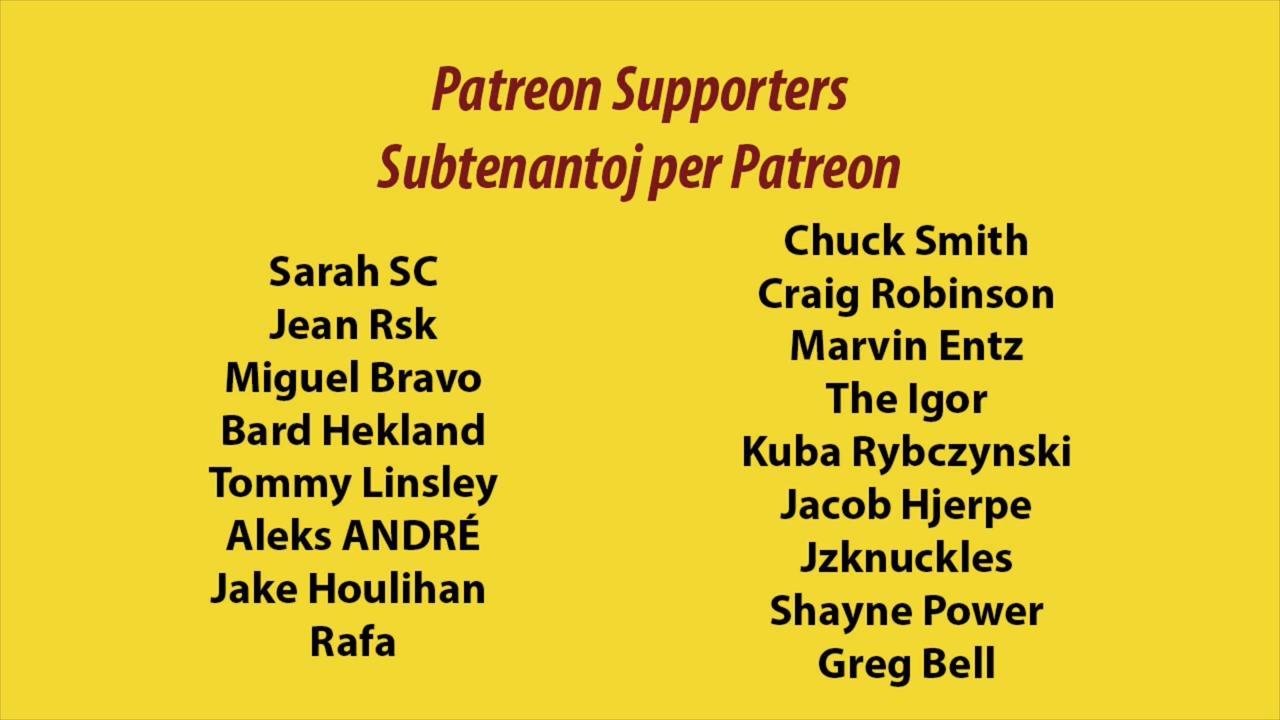 Patreon Supporters
Subtenantoj per Patreon
Sarah SC
Jean Rsk
Miguel Bravo
Bard Hekland
Tommy Linsley
Aleks ANDRÉ
Jake Houlihan
Rafa
Chuck Smith
Craig Robinson
Marvin Entz
The Igor
Kuba Rybczynski
Jacob Hjerpe
Jzknuckles
Shayne Power
Greg Bell